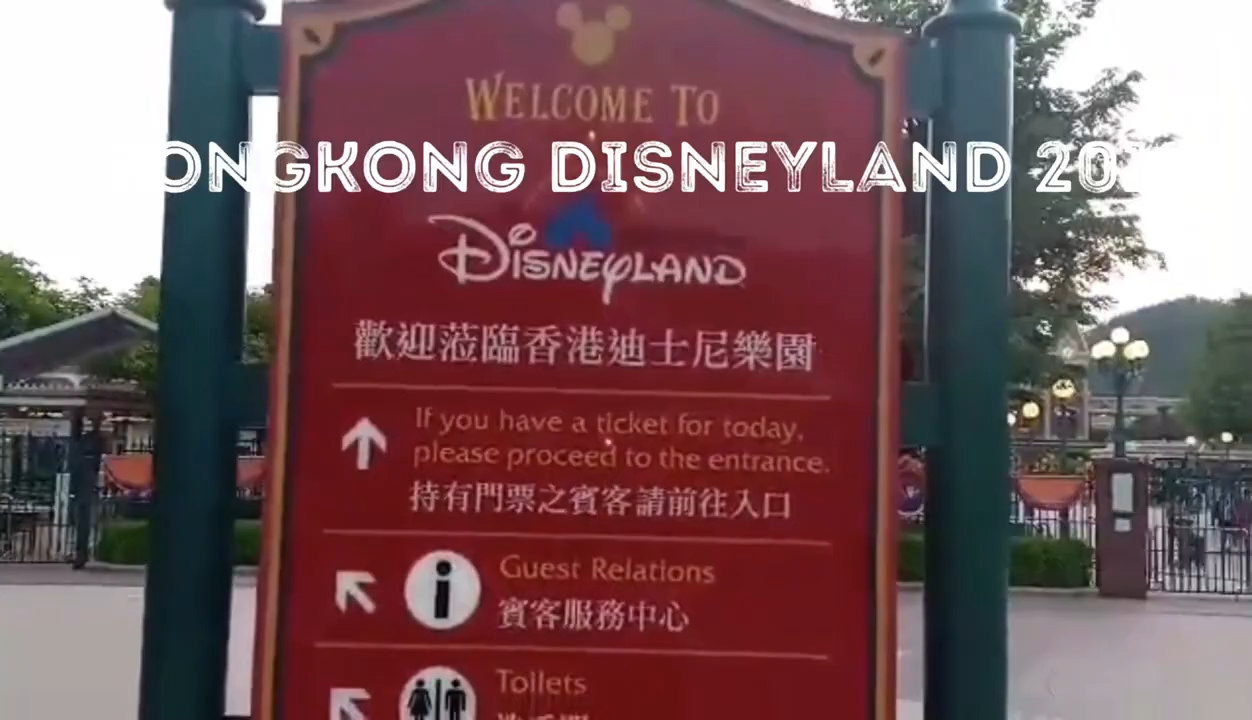 WELCOME TO
HONGKONG DISNEYLAND
DISNEYLAND
歡迎蒞臨香港迪士尼樂園
If you have a ticket for today,
please proceed to the entrance.
持有門票之賓客請前往入口
Guest Relations
賓客服務中心
Toilets